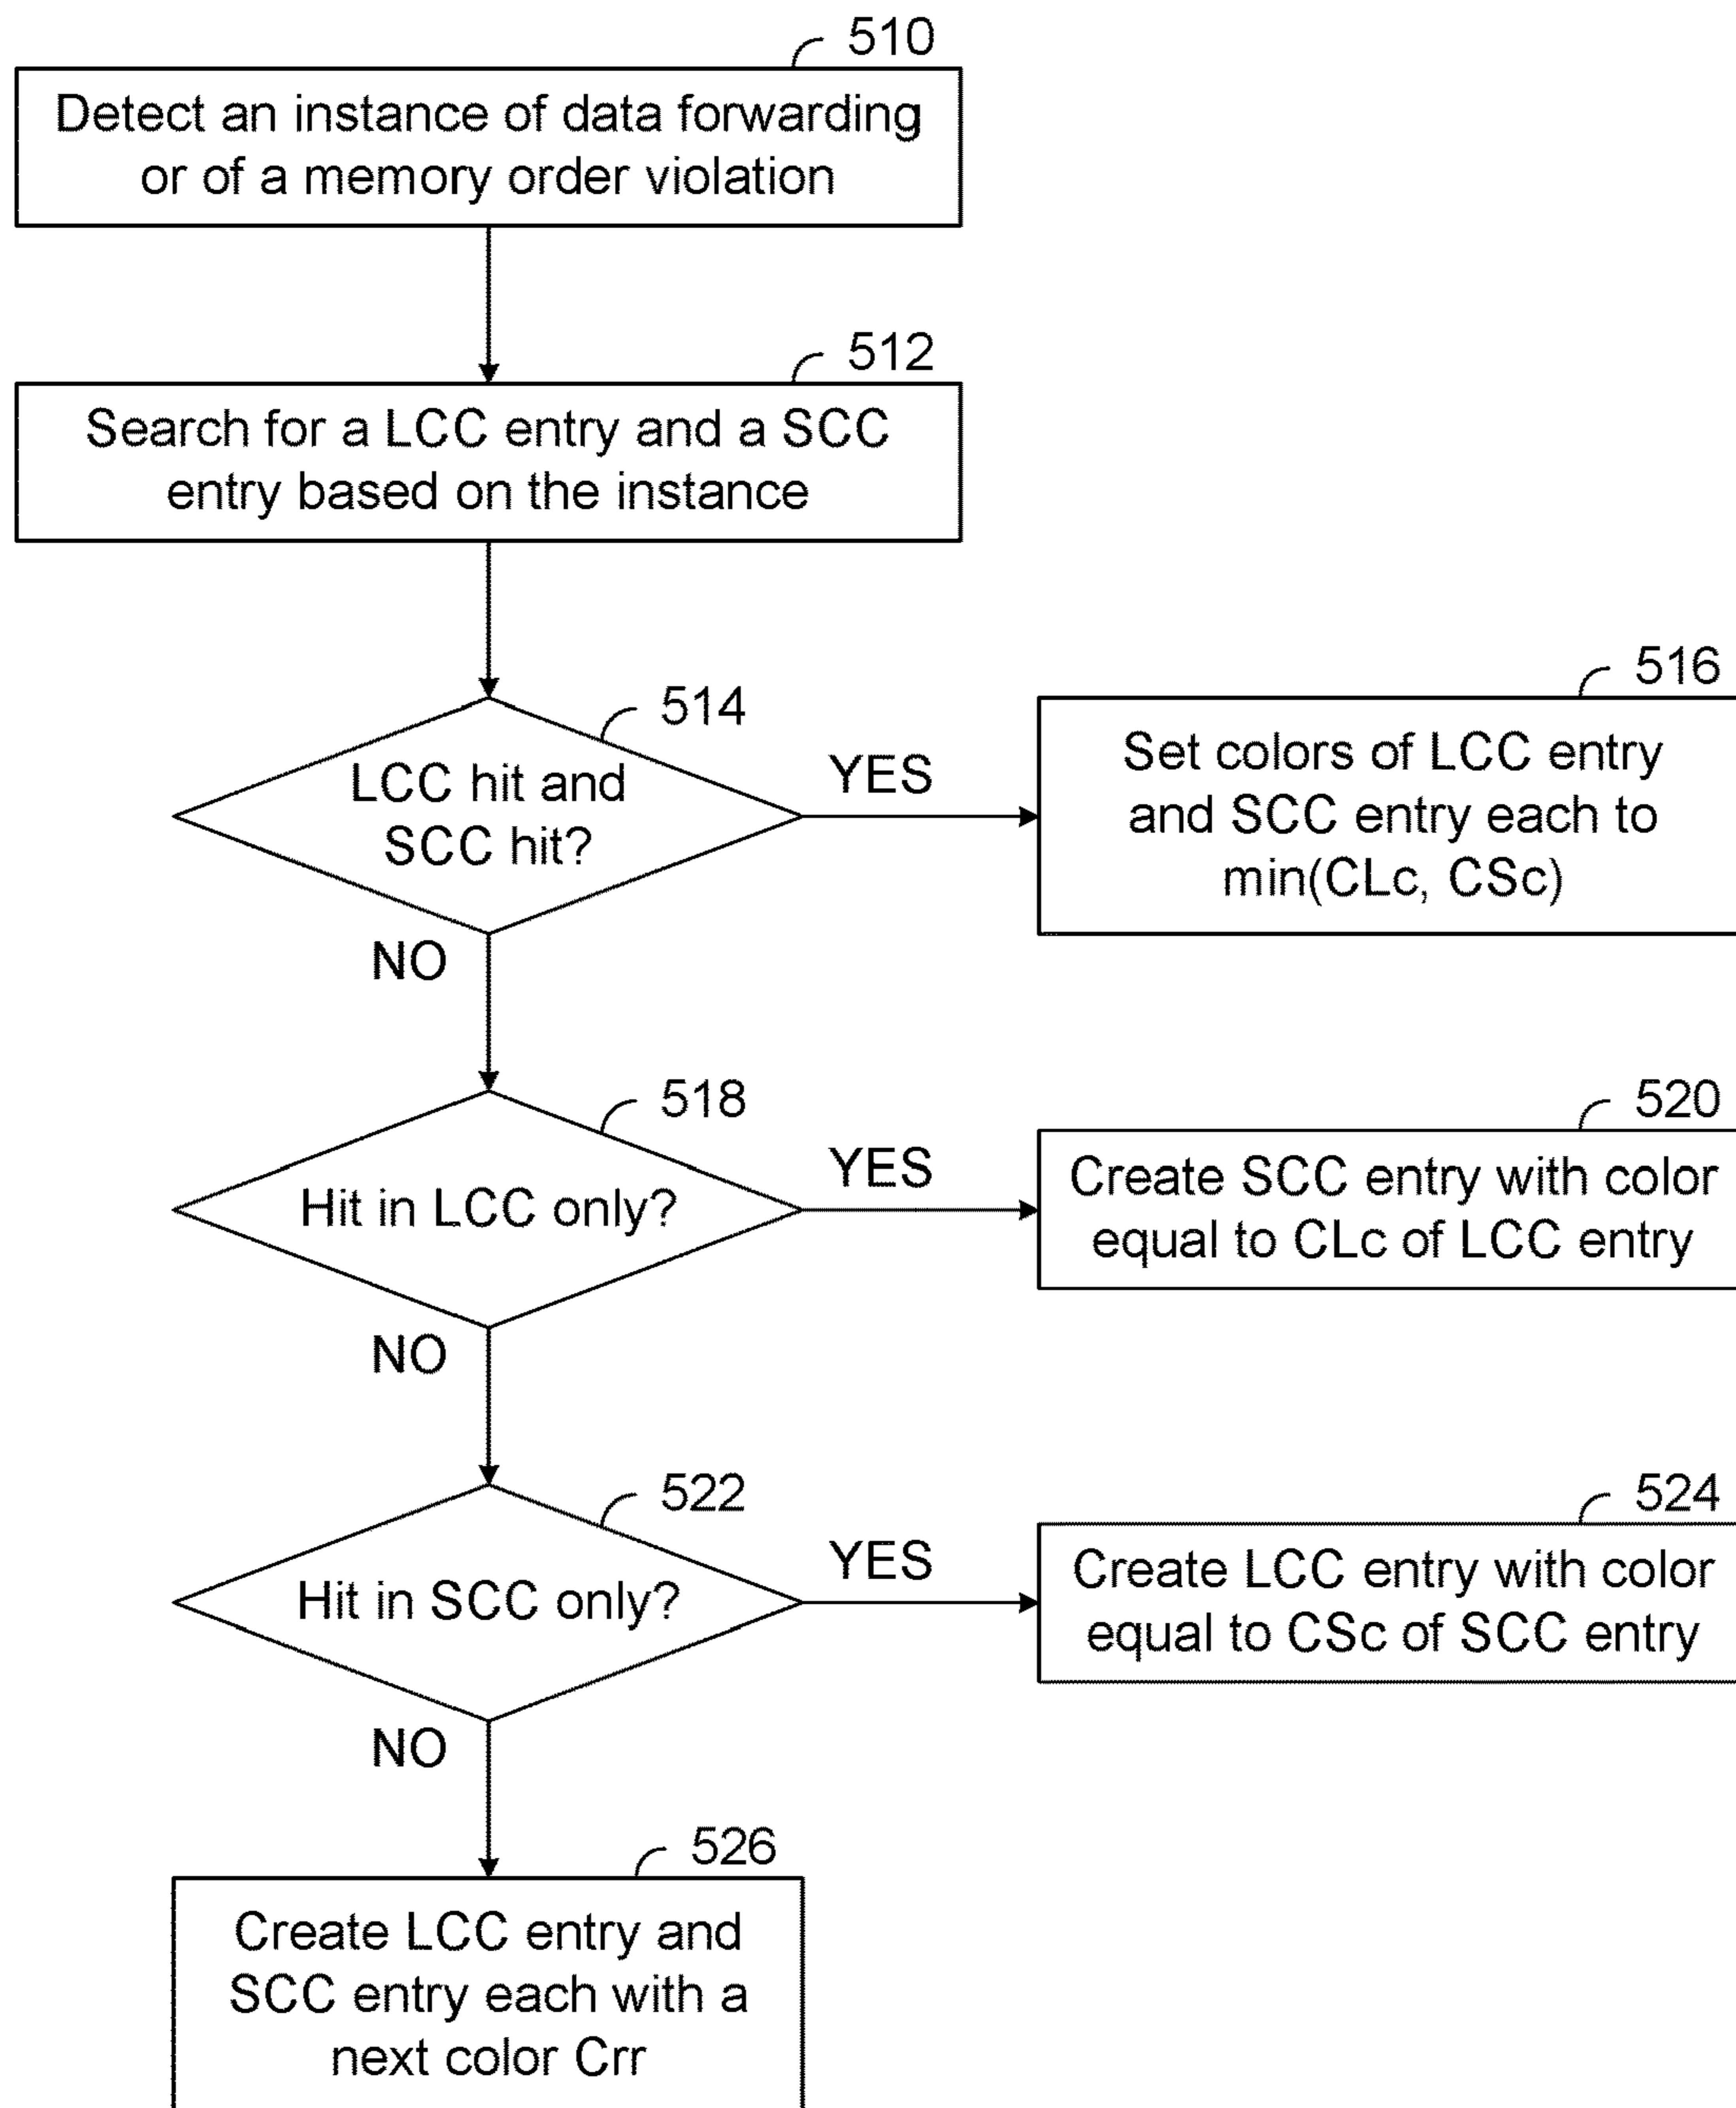 510
Detect an instance of data forwarding
or of a memory order violation
512
Search for a LCC entry and a SCC
entry based on the instance
514
LCC hit and
SCC hit?
YES
516
Set colors of LCC entry
and SCC entry each to
min(CLc, CSc)
NO
518
Hit in LCC only?
YES
520
Create SCC entry with color
equal to CLc of LCC entry
NO
522
Hit in SCC only?
YES
524
Create LCC entry with color
equal to CSc of SCC entry
NO
526
Create LCC entry and
SCC entry each with a
next color Crr